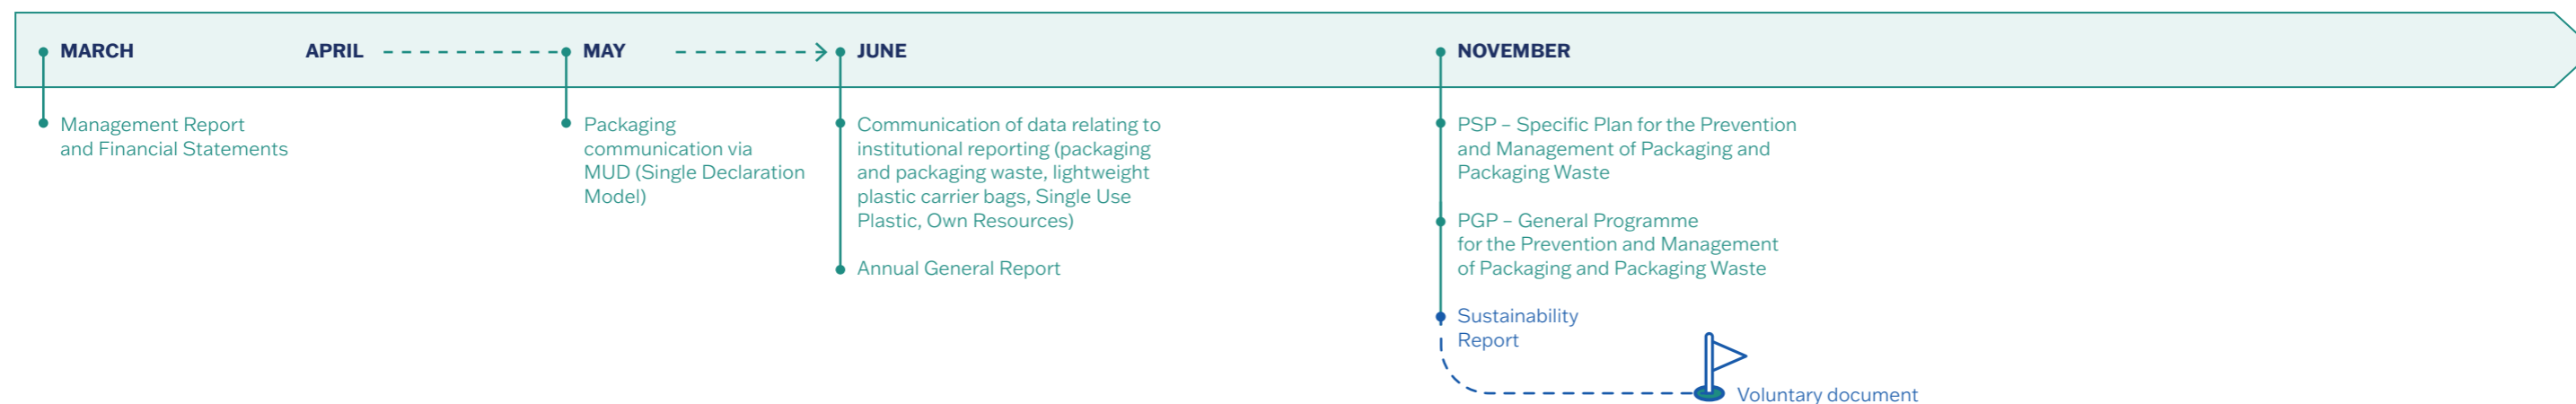 MARCH
APRIL
MAY
JUNE
NOVEMBER
Management Report
and Financial Statements
Packaging
communication via
MUD (Single Declaration
Model)
Communication of data relating to
institutional reporting (packaging
and packaging waste, lightweight
plastic carrier bags, Single Use
Plastic, Own Resources)
Annual General Report
PSP – Specific Plan for the Prevention
and Management of Packaging and
Packaging Waste
PGP – General Programme
for the Prevention and Management
of Packaging and Packaging Waste
Sustainability
Report
Voluntary document